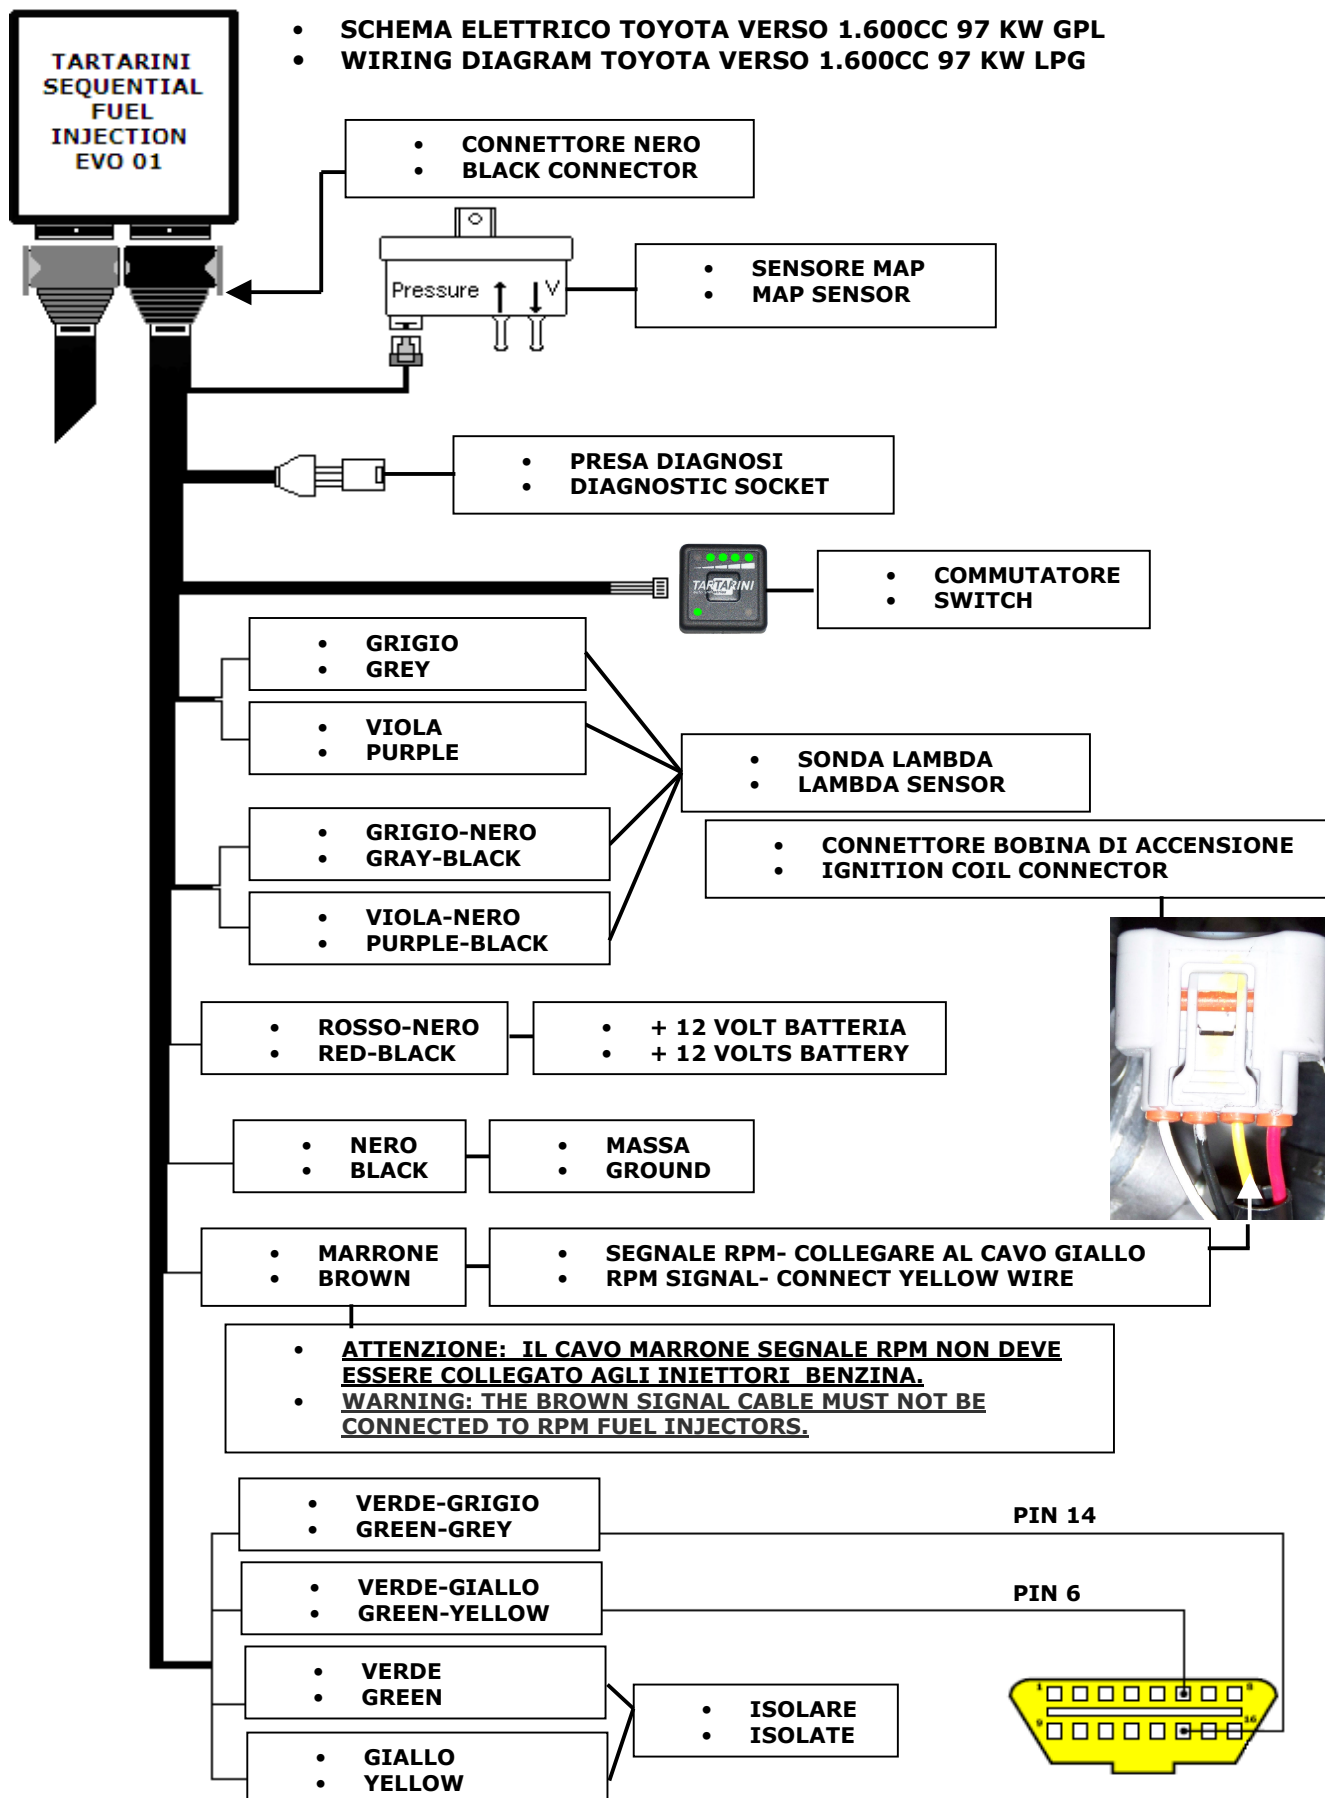 • SCHEMA ELETTRICO TOYOTA VERSO 1.600CC 97 KW GPL
• WIRING DIAGRAM TOYOTA VERSO 1.600CC 97 KW LPG
TARTARINI
SEQUENTIAL
FUEL
INJECTION
EVO 01
• CONNETTORE NERO
• BLACK CONNECTOR
Pressure
V
• SENSORE MAP
• MAP SENSOR
• PRESA DIAGNOSI
• DIAGNOSTIC SOCKET
TARTARINI
• COMMUTATORE
• SWITCH
• GRIGIO
• GREY
• VIOLA
• PURPLE
• SONDA LAMBDA
• LAMBDA SENSOR
• GRIGIO-NERO
• GRAY-BLACK
• VIOLA-NERO
• PURPLE-BLACK
• CONNETTORE BOBINA DI ACCENSIONE
• IGNITION COIL CONNECTOR
• ROSSO-NERO
• RED-BLACK
• + 12 VOLT BATTERIA
• + 12 VOLTS BATTERY
• NERO
• BLACK
• MASSA
• GROUND
• MARRONE
• BROWN
• SEGNALE RPM- COLLEGARE AL CAVO GIALLO
• RPM SIGNAL- CONNECT YELLOW WIRE
• ATTENZIONE: IL CAVO MARRONE SEGNALE RPM NON DEVE
ESSERE COLLEGATO AGLI INIETTORI BENZINA.
• WARNING: THE BROWN SIGNAL CABLE MUST NOT BE
CONNECTED TO RPM FUEL INJECTORS.
• VERDE-GRIGIO
• GREEN-GREY
PIN 14
• VERDE-GIALLO
• GREEN-YELLOW
PIN 6
• VERDE
• GREEN
• ISOLARE
• ISOLATE
• GIALLO
• YELLOW
1 8
9 16